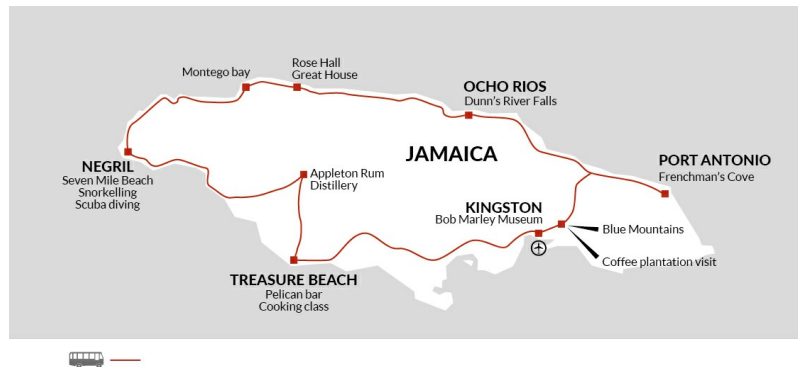 Montego bay
Rose Hall
Great House
OCHO RIOS
Dunn's River Falls
JAMAICA
PORT ANTONIO
Frenchman's Cove
NEGRIL
Seven Mile Beach
Snorkelling
Scuba diving
Appleton Rum
Distillery
KINGSTON
Bob Marley Museum
Blue Mountains
Coffee plantation visit
TREASURE BEACH
Pelican bar
Cooking class